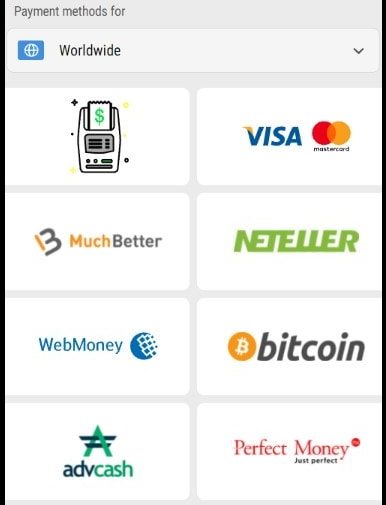 Payment methods for
Worldwide
$
VISA
mastercard
MuchBetter
NETELLER
WebMoney
bitcoin
advcash
Perfect Money
Just perfect